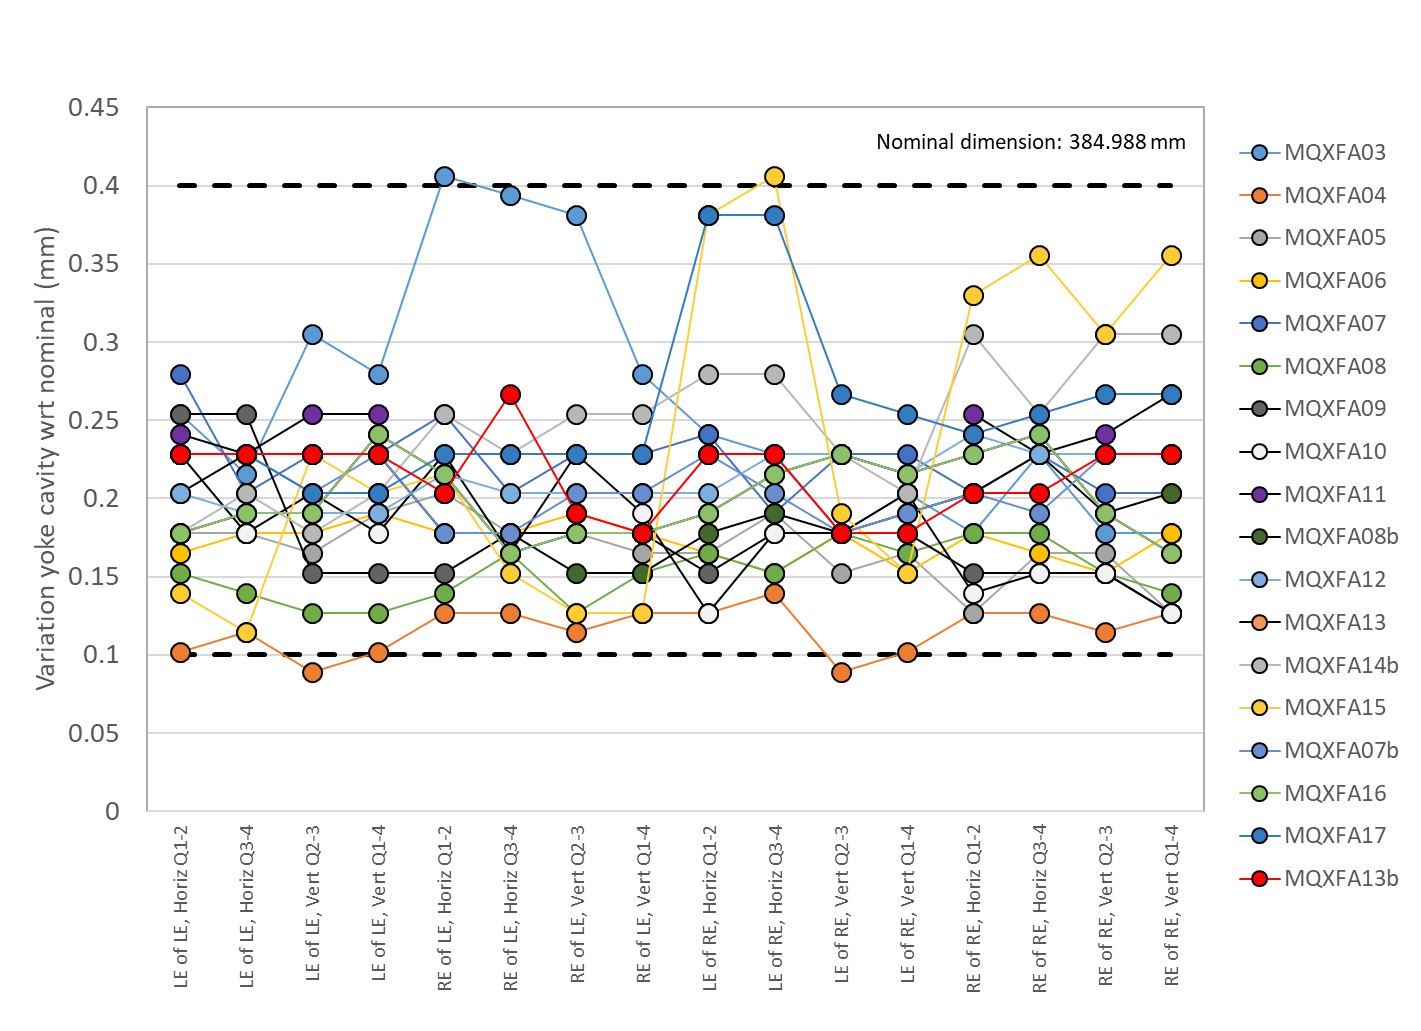 Nominal dimension: 384.988 mm
Variation yoke cavity wrt nominal (mm)
0.45
0.4
0.35
0.3
0.25
0.2
0.15
0.1
0.05
0
LE of LE, Horiz Q1-2
LE of LE, Horiz Q3-4
LE of LE, Vert Q2-3
LE of LE, Vert Q1-4
RE of LE, Horiz Q1-2
RE of LE, Horiz Q3-4
RE of LE, Vert Q2-3
RE of LE, Vert Q1-4
LE of RE, Horiz Q1-2
LE of RE, Horiz Q3-4
LE of RE, Vert Q2-3
LE of RE, Vert Q1-4
RE of RE, Horiz Q1-2
RE of RE, Horiz Q3-4
RE of RE, Vert Q2-3
RE of RE, Vert Q1-4
MQXFA03
MQXFA04
MQXFA05
MQXFA06
MQXFA07
MQXFA08
MQXFA09
MQXFA10
MQXFA11
MQXFA08b
MQXFA12
MQXFA13
MQXFA14b
MQXFA15
MQXFA07b
MQXFA16
MQXFA17
MQXFA13b